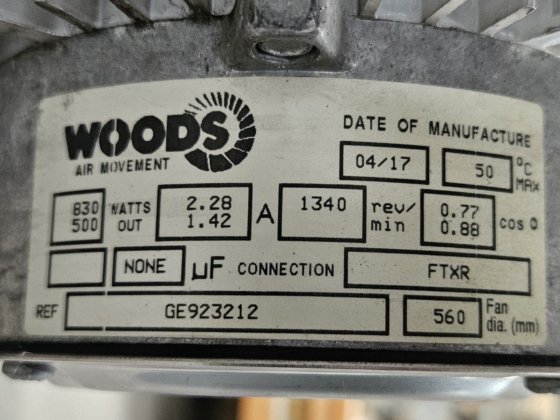 WOODS
AIR MOVEMENT
DATE OF MANUFACTURE
04/17 50 °C MAX
830 WATTS 2.28 A 1340 rev/ 0.77 cos Φ
500 OUT 1.42 min 0.88
NONE µF CONNECTION FTXR
REF GE923212 560 Fan dia. (mm)